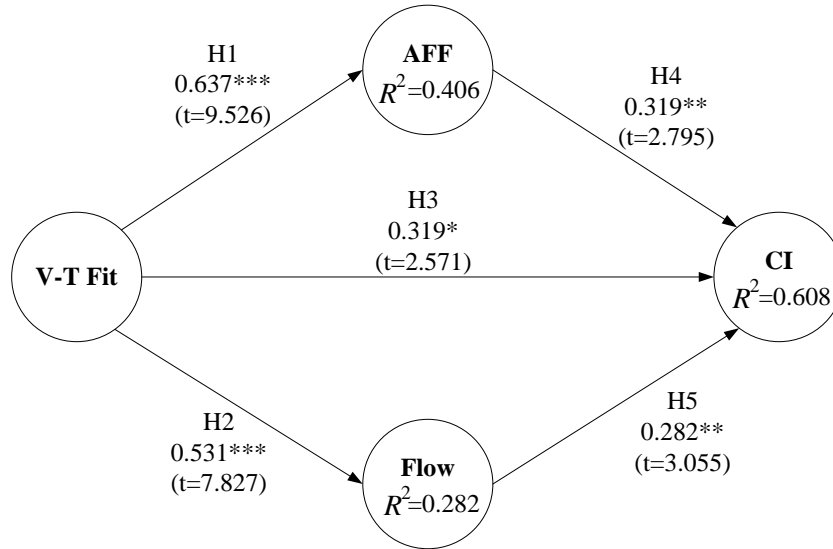 H1
0.637***
(t=9.526)
AFF
R²=0.406
H4
0.319**
(t=2.795)
H3
0.319*
(t=2.571)
V-T Fit
CI
R²=0.608
H2
0.531***
(t=7.827)
Flow
R²=0.282
H5
0.282**
(t=3.055)